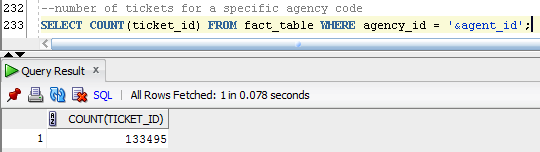 232 --number of tickets for a specific agency code
233 SELECT COUNT(ticket_id) FROM fact_table WHERE agency_id = '&agent_id';
Query Result x
SQL | All Rows Fetched: 1 in 0.078 seconds
COUNT(TICKET_ID)
1 133495